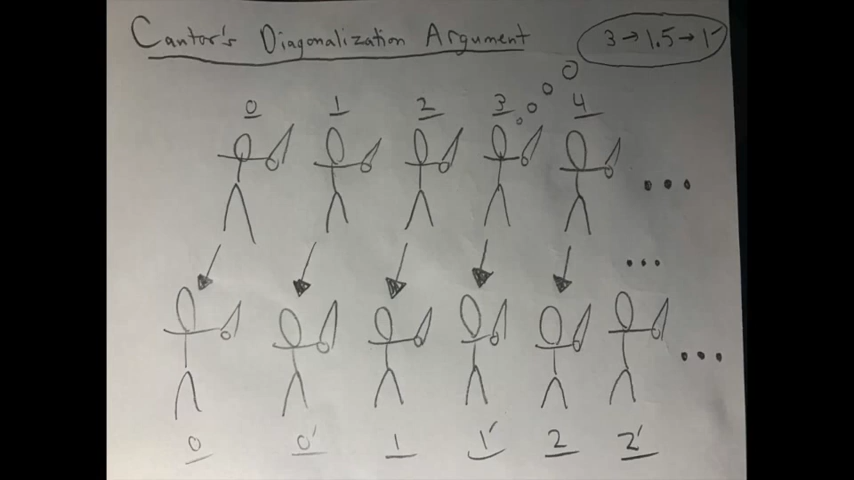 Cantor's Diagonalization Argument
3 → 1.5 → 1'
0 1 2 3 4
...
...
...
0 0' 1 1' 2 2'